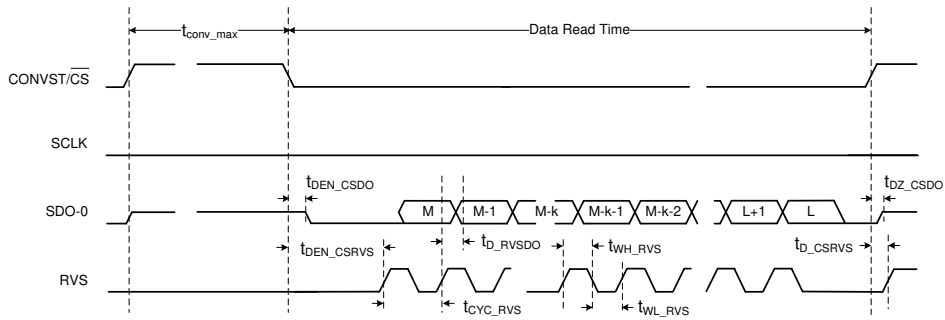 t_conv_max
Data Read Time
CONVST/C̅S̅
SCLK
t_DEN_CSDO
t_DZ_CSDO
SDO-0
M
M-1
M-k
M-k-1
M-k-2
L+1
L
t_DEN_CSRVS
t_D_RVSDO
t_WH_RVS
t_D_CSRVS
RVS
t_CYC_RVS
t_WL_RVS